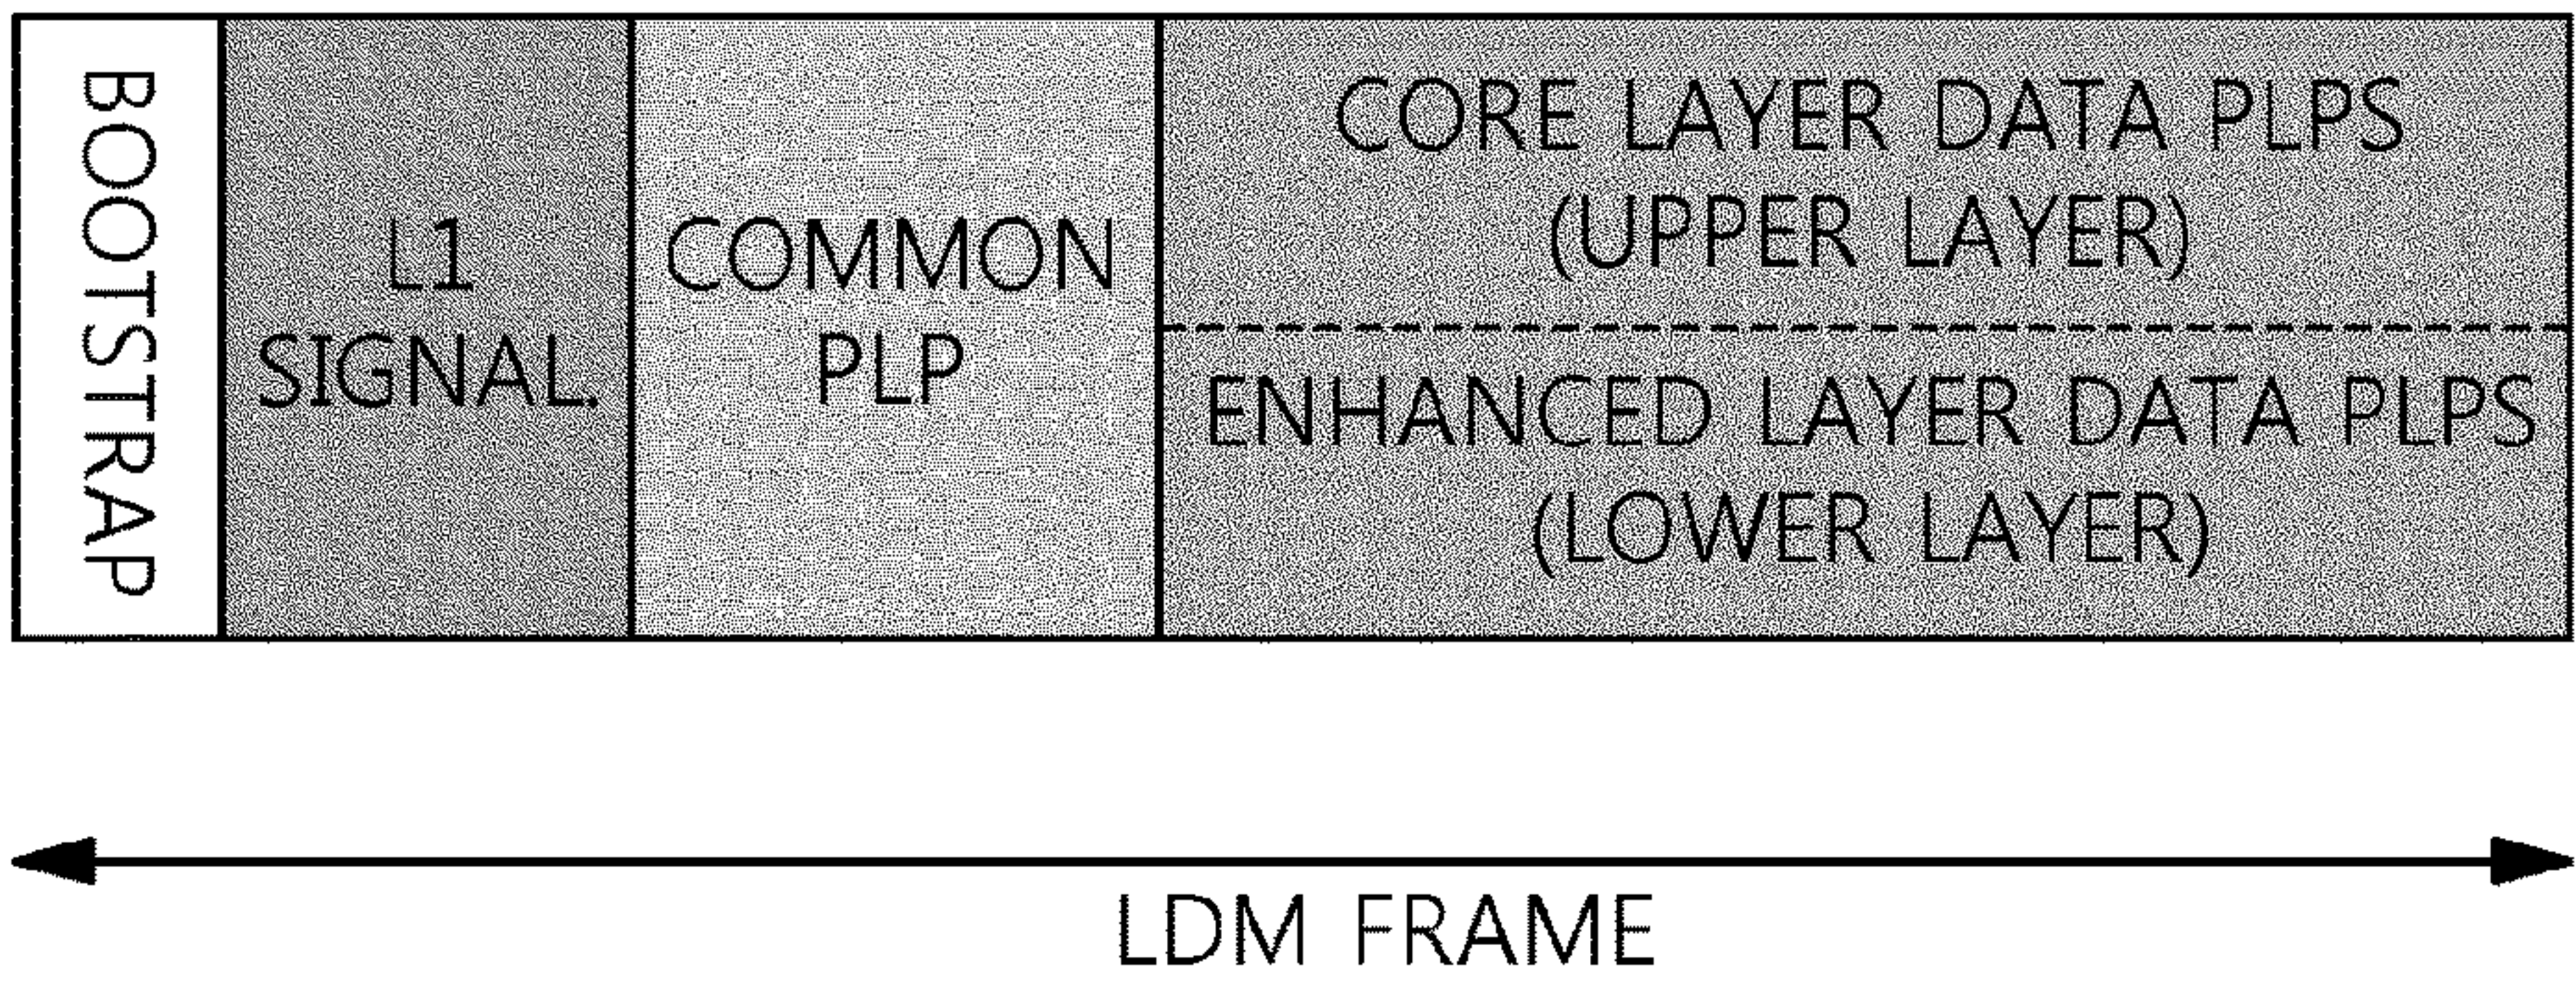 BOOTSTRAP
L1
SIGNAL.
COMMON
PLP
CORE LAYER DATA PLPS
(UPPER LAYER)
ENHANCED LAYER DATA PLPS
(LOWER LAYER)
LDM FRAME